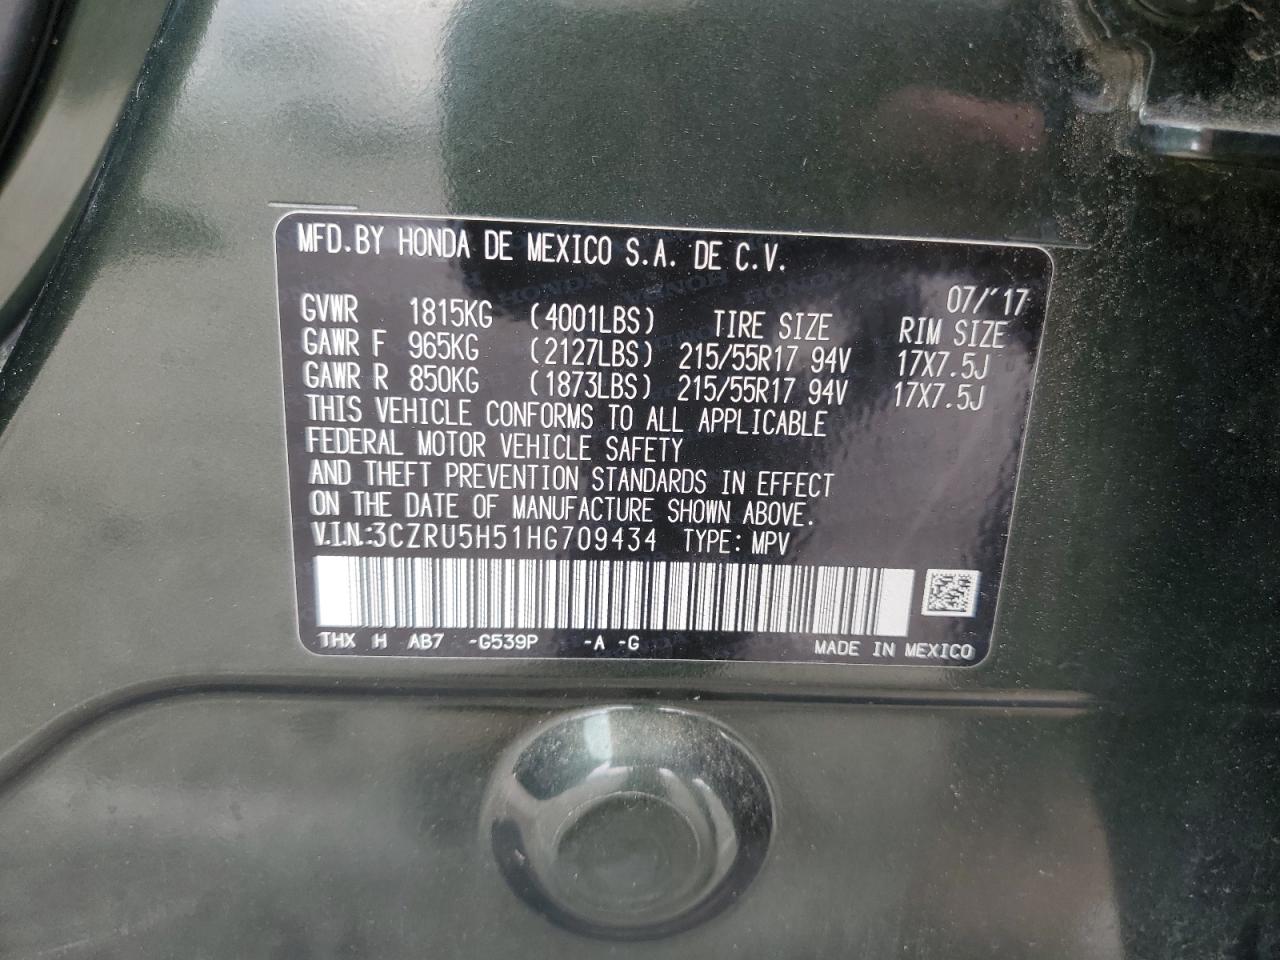 MFD.BY HONDA DE MEXICO S.A. DE C.V.
07/'17
GVWR 1815KG (4001LBS) TIRE SIZE RIM SIZE
GAWR F 965KG (2127LBS) 215/55R17 94V 17X7.5J
GAWR R 850KG (1873LBS) 215/55R17 94V 17X7.5J
THIS VEHICLE CONFORMS TO ALL APPLICABLE
FEDERAL MOTOR VEHICLE SAFETY
AND THEFT PREVENTION STANDARDS IN EFFECT
ON THE DATE OF MANUFACTURE SHOWN ABOVE.
V.I.N.:3CZRU5H51HG709434 TYPE: MPV
THX H AB7 -G539P -A -G MADE IN MEXICO